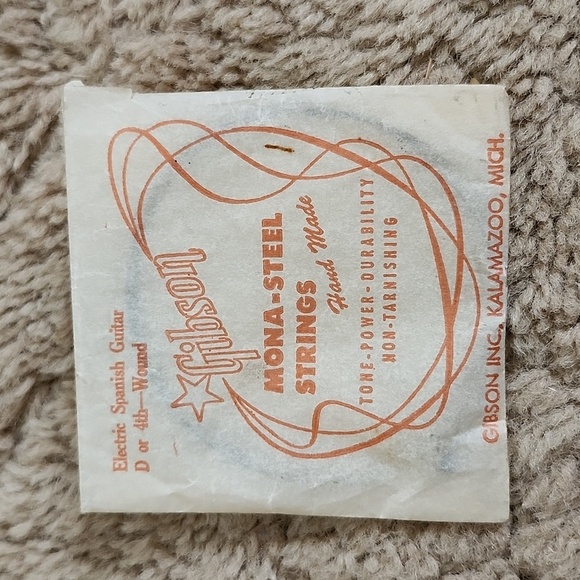 Electric Spanish Guitar
D or 4th—Wound
Gibson
MONA-STEEL
STRINGS
Hand Made
TONE-POWER-DURABILITY
NON-TARNISHING
GIBSON INC., KALAMAZOO, MICH.